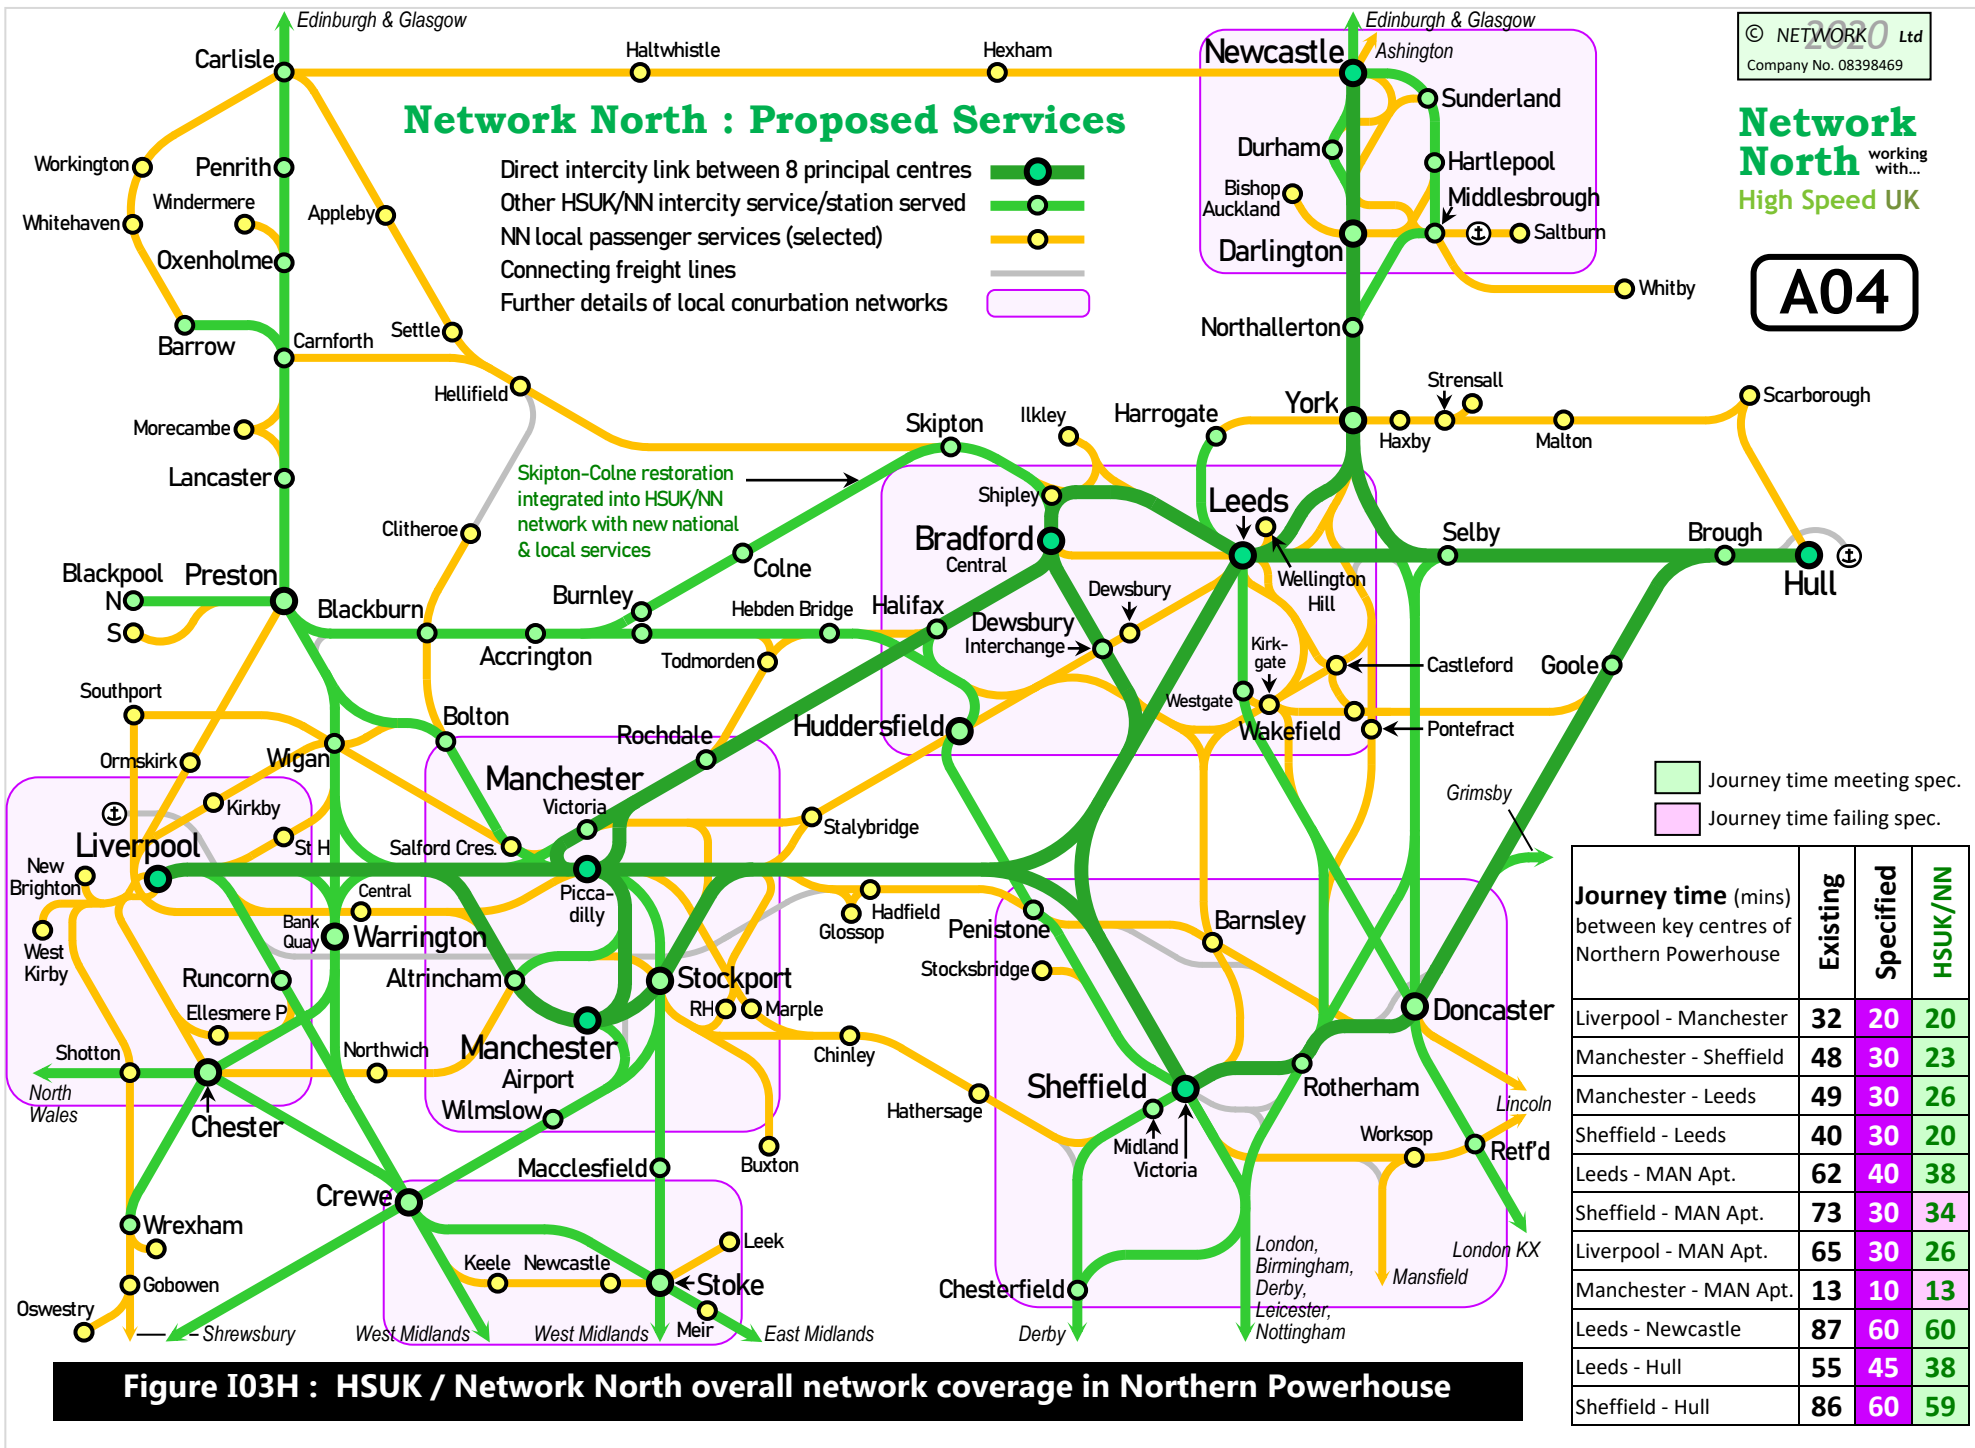 Edinburgh & Glasgow
Edinburgh & Glasgow
Ashington
Carlisle
Haltwhistle
Hexham
Newcastle
© NETWORK 2020 Ltd
Company No. 08398469
Network North : Proposed Services
Direct intercity link between 8 principal centres
Other HSUK/NN intercity service/station served
NN local passenger services (selected)
Connecting freight lines
Further details of local conurbation networks
Network
North working
with...
High Speed UK
A04
Sunderland
Durham
Hartlepool
Bishop
Auckland
Middlesbrough
Saltburn
Darlington
Whitby
Northallerton
Workington
Penrith
Windermere
Whitehaven
Appleby
Oxenholme
Barrow
Carnforth
Settle
Hellifield
Morecambe
Lancaster
Clitheroe
Skipton
Skipton-Colne restoration
integrated into HSUK/NN
network with new national
& local services
Ilkley
Harrogate
York
Strensall
Haxby
Malton
Scarborough
Shipley
Leeds
Bradford
Central
Wellington
Hill
Selby
Brough
Hull
Blackpool
N
S
Preston
Blackburn
Accrington
Burnley
Colne
Hebden Bridge
Todmorden
Halifax
Dewsbury
Dewsbury
Interchange
Kirk-
gate
Westgate
Wakefield
Castleford
Pontefract
Goole
Southport
Ormskirk
Wigan
Bolton
Rochdale
Huddersfield
Kirkby
St H
Liverpool
New
Brighton
West
Kirby
Manchester
Victoria
Salford Cres.
Picca-
dilly
Stalybridge
Central
Bank
Quay
Warrington
Hadfield
Glossop
Penistone
Stocksbridge
Barnsley
Grimsby
Runcorn
Altrincham
Stockport
RH
Marple
Ellesmere P
Doncaster
Shotton
Northwich
Manchester
Airport
Chinley
Rotherham
North
Wales
Chester
Wilmslow
Hathersage
Sheffield
Midland
Victoria
Worksop
Lincoln
Retf'd
Buxton
Macclesfield
Crewe
Wrexham
Gobowen
Oswestry
Shrewsbury
Keele
Newcastle
Leek
Stoke
Meir
West Midlands
West Midlands
East Midlands
Chesterfield
Derby
London,
Birmingham,
Derby,
Leicester,
Nottingham
Mansfield
London KX
Journey time meeting spec.
Journey time failing spec.
Journey time (mins)
between key centres of
Northern Powerhouse
Existing
Specified
HSUK/NN
Liverpool - Manchester 32 20 20
Manchester - Sheffield 48 30 23
Manchester - Leeds 49 30 26
Sheffield - Leeds 40 30 20
Leeds - MAN Apt. 62 40 38
Sheffield - MAN Apt. 73 30 34
Liverpool - MAN Apt. 65 30 26
Manchester - MAN Apt. 13 10 13
Leeds - Newcastle 87 60 60
Leeds - Hull 55 45 38
Sheffield - Hull 86 60 59
Figure I03H : HSUK / Network North overall network coverage in Northern Powerhouse